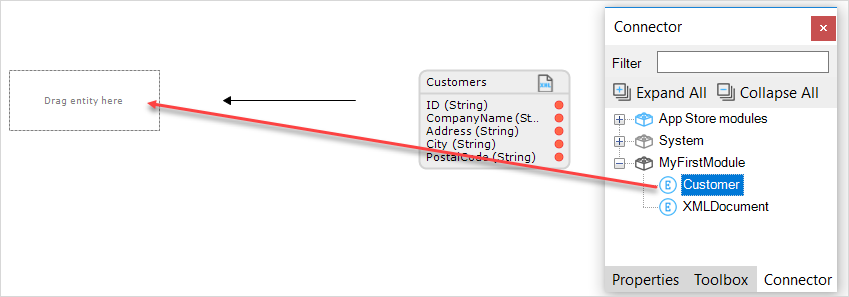 Drag entity here
Customers
XML
ID (String)
CompanyName (St...
Address (String)
City (String)
PostalCode (String)
Connector
x
Filter
Expand All Collapse All
App Store modules
System
MyFirstModule
E Customer
E XMLDocument
Properties Toolbox Connector